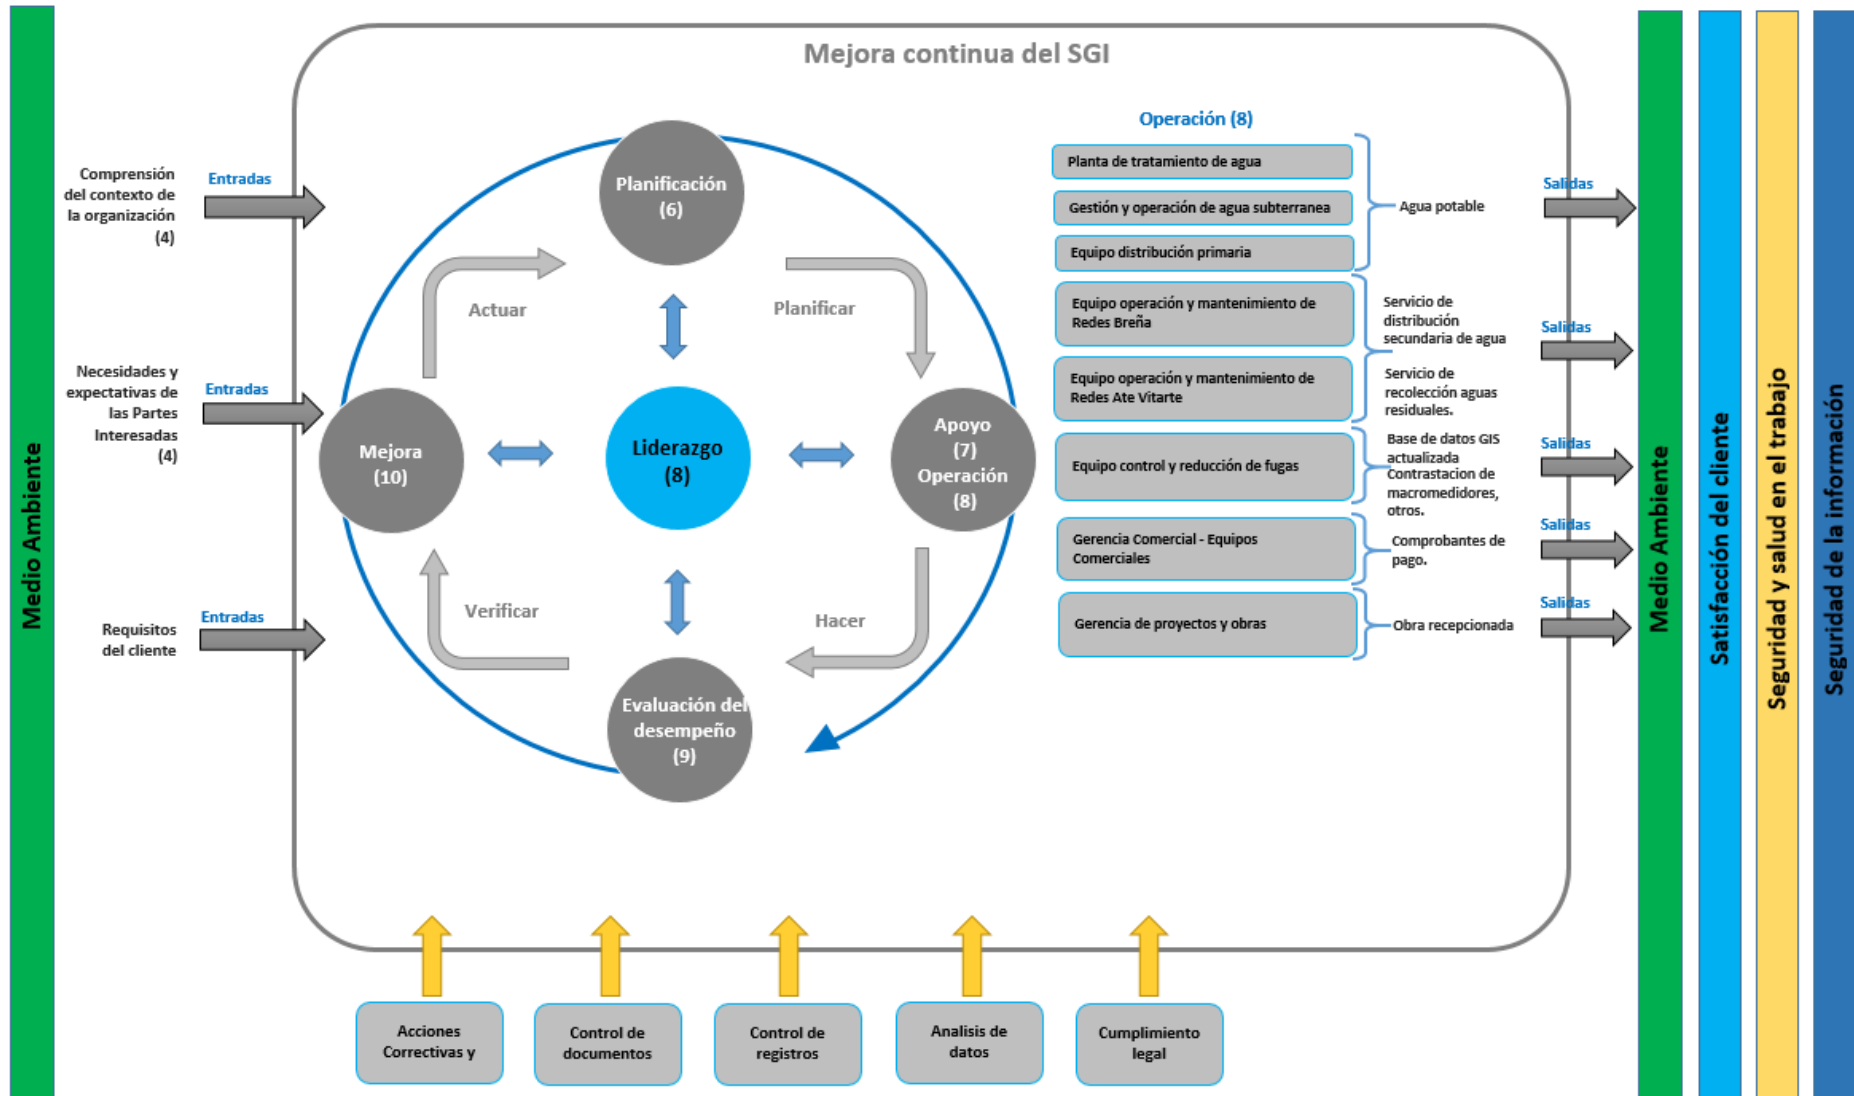 Mejora continua del SGI
Medio Ambiente
Comprensión
del contexto de
la organización
(4)
Entradas
Necesidades y
expectativas de
las Partes
Interesadas
(4)
Entradas
Requisitos
del cliente
Entradas
Planificación
(6)
Actuar
Planificar
Mejora
(10)
Liderazgo
(8)
Apoyo
(7)
Operación
(8)
Verificar
Hacer
Evaluación del
desempeño
(9)
Operación (8)
Planta de tratamiento de agua
Gestión y operación de agua subterranea
Equipo distribución primaria
Agua potable
Salidas
Equipo operación y mantenimiento de
Redes Breña
Equipo operación y mantenimiento de
Redes Ate Vitarte
Servicio de
distribución
secundaria de agua
Servicio de
recolección aguas
residuales.
Salidas
Equipo control y reducción de fugas
Base de datos GIS
actualizada
Contrastacion de
macromedidores,
otros.
Salidas
Gerencia Comercial - Equipos
Comerciales
Comprobantes de
pago.
Salidas
Gerencia de proyectos y obras
Obra recepcionada
Salidas
Medio Ambiente
Satisfacción del cliente
Seguridad y salud en el trabajo
Seguridad de la información
Acciones
Correctivas y
Control de
documentos
Control de
registros
Analisis de
datos
Cumplimiento
legal